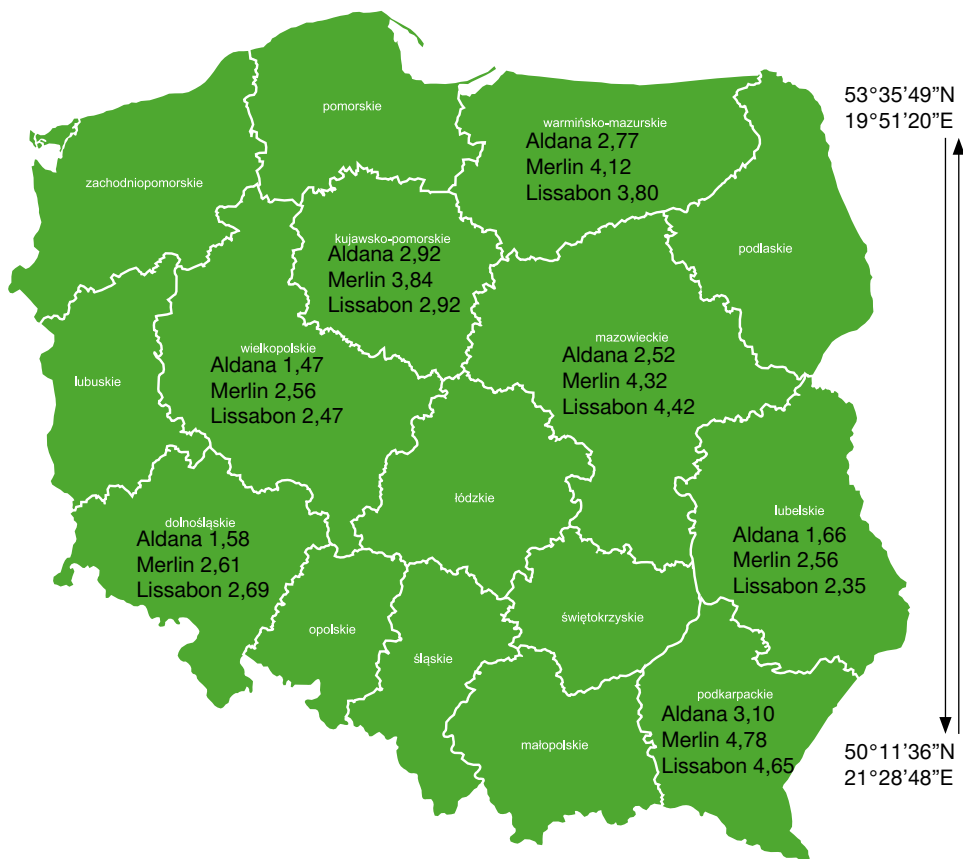 pomorskie
warmińsko-mazurskie
Aldana 2,77
Merlin 4,12
Lissabon 3,80
53°35'49”N
19°51'20”E
zachodniopomorskie
kujawsko-pomorskie
Aldana 2,92
Merlin 3,84
Lissabon 2,92
podlaskie
wielkopolskie
Aldana 1,47
Merlin 2,56
Lissabon 2,47
mazowieckie
Aldana 2,52
Merlin 4,32
Lissabon 4,42
lubuskie
łódzkie
dolnośląskie
Aldana 1,58
Merlin 2,61
Lissabon 2,69
lubelskie
Aldana 1,66
Merlin 2,56
Lissabon 2,35
opolskie
śląskie
świętokrzyskie
małopolskie
podkarpackie
Aldana 3,10
Merlin 4,78
Lissabon 4,65
50°11'36”N
21°28'48”E